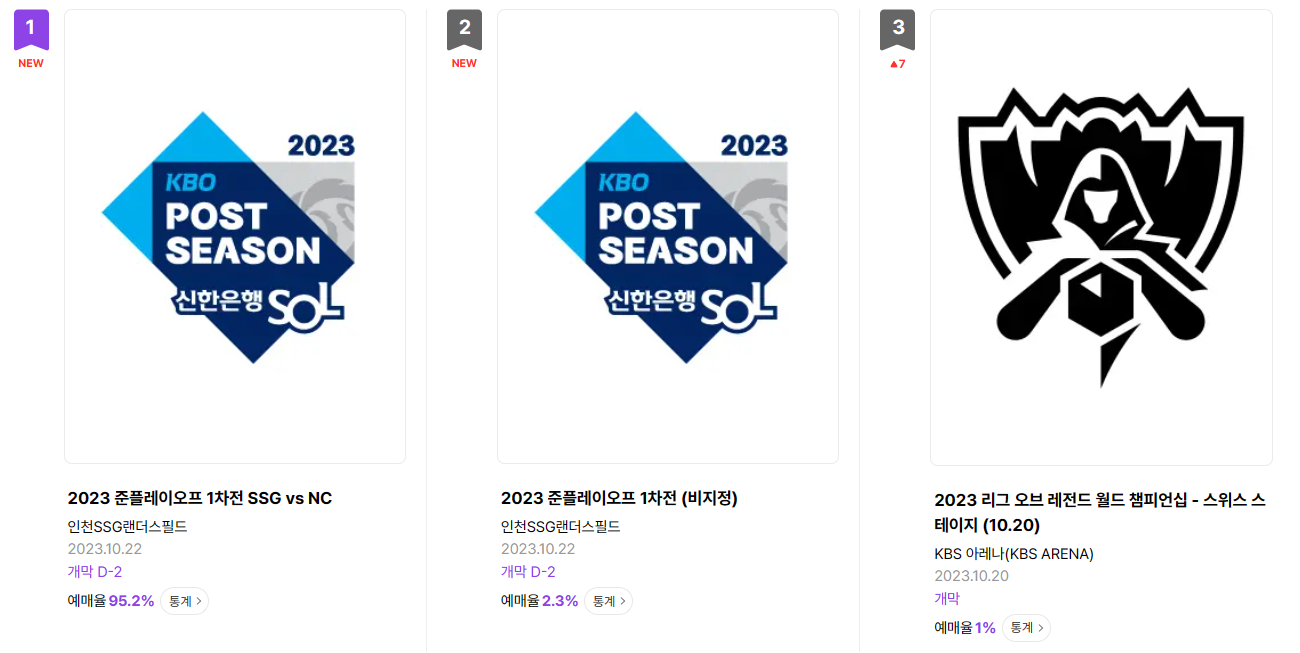 1
NEW
2023
KBO
POST
SEASON
신한은행 SOL
2023 준플레이오프 1차전 SSG vs NC
인천SSG랜더스필드
2023.10.22
개막 D-2
예매율 95.2% 통계 >
2
NEW
2023
KBO
POST
SEASON
신한은행 SOL
2023 준플레이오프 1차전 (비지정)
인천SSG랜더스필드
2023.10.22
개막 D-2
예매율 2.3% 통계 >
3
▲7
2023 리그 오브 레전드 월드 챔피언십 - 스위스 스
테이지 (10.20)
KBS 아레나(KBS ARENA)
2023.10.20
개막
예매율 1% 통계 >